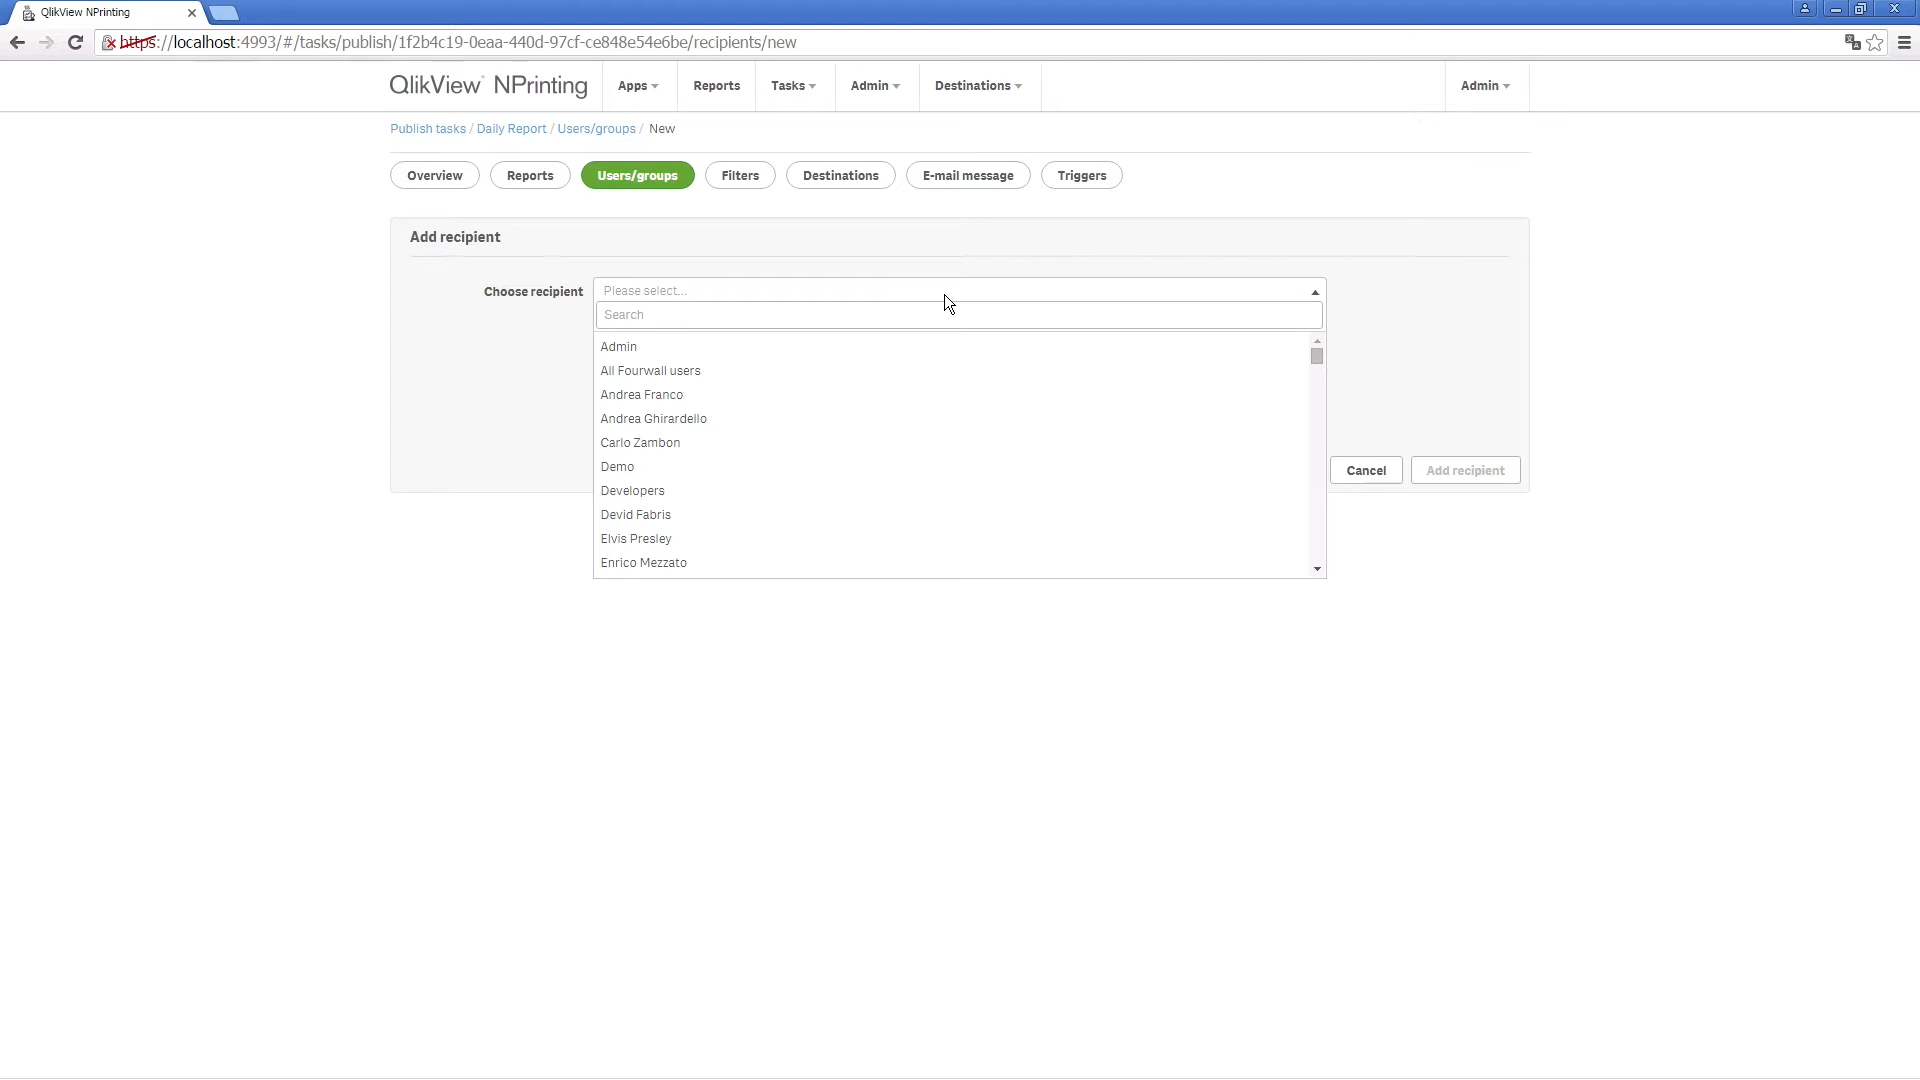 QlikView NPrinting
https://localhost:4993/#/tasks/publish/1f2b4c19-0eaa-440d-97cf-ce848e54e6be/recipients/new
QlikView NPrinting Apps Reports Tasks Admin Destinations Admin
Publish tasks / Daily Report / Users/groups / New
Overview Reports Users/groups Filters Destinations E-mail message Triggers
Add recipient
Choose recipient Please select...
Search
Admin
All Fourwall users
Andrea Franco
Andrea Ghirardello
Carlo Zambon
Demo
Cancel Add recipient
Developers
Devid Fabris
Elvis Presley
Enrico Mezzato